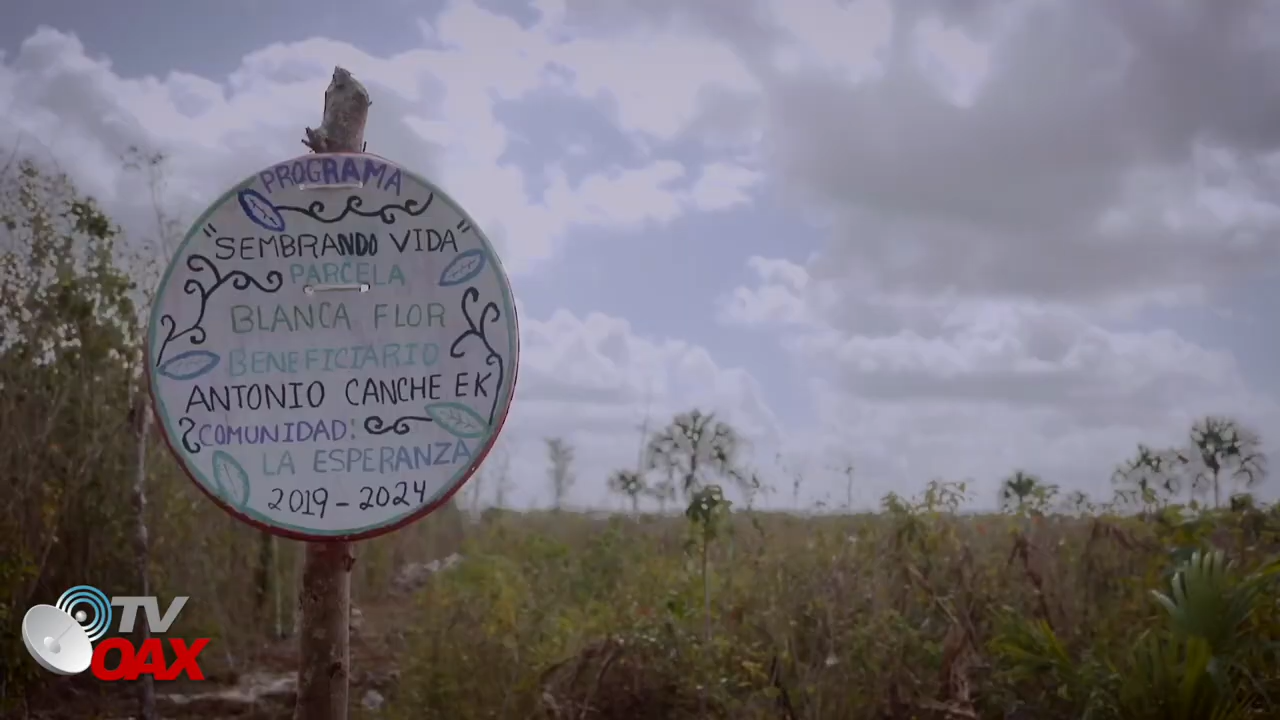 PROGRAMA
"SEMBRANDO VIDA"
PARCELA
BLANCA FLOR
BENEFICIARIO
ANTONIO CANCHE EK
COMUNIDAD:
LA ESPERANZA
2019-2024
TV
OAX